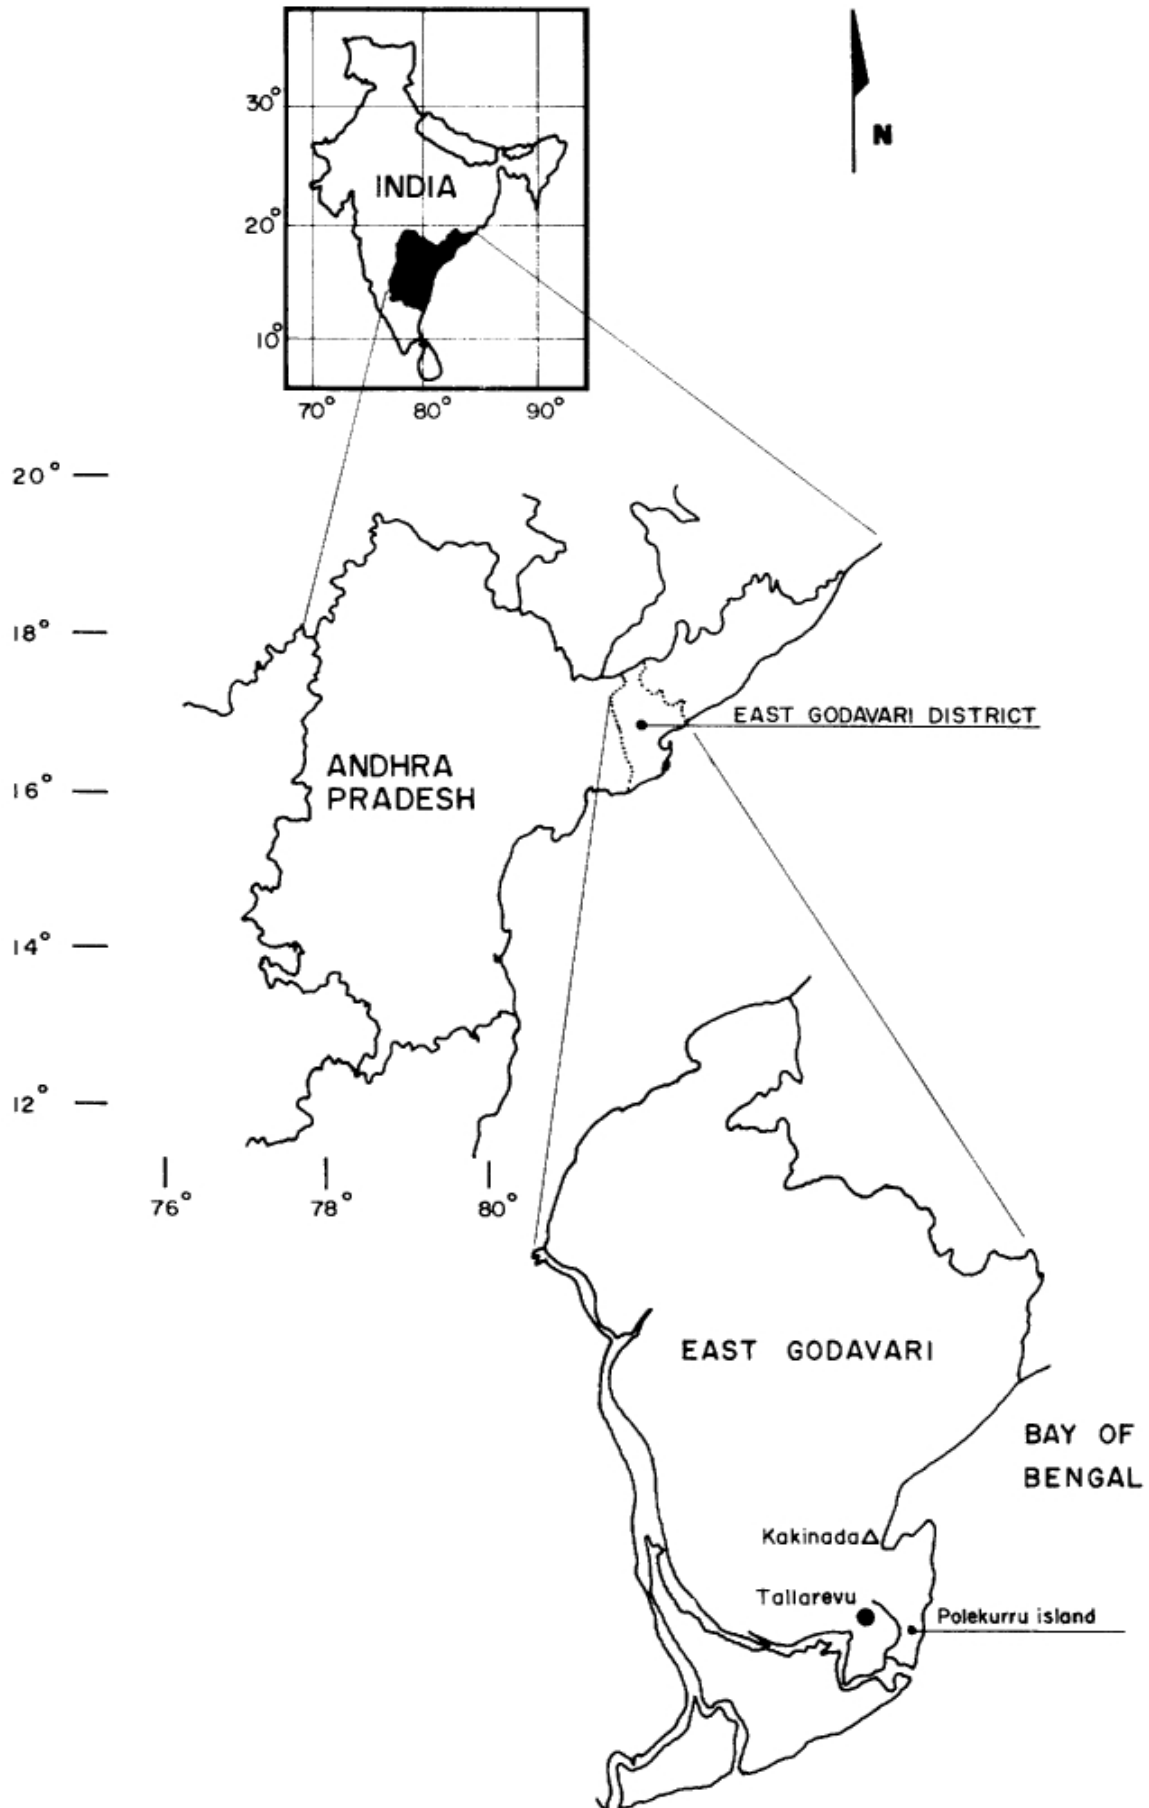 N
30°
INDIA
20°
10°
70° 80° 90°
20°
18°
EAST GODAVARI DISTRICT
ANDHRA
PRADESH
16°
14°
12°
76° 78° 80°
EAST GODAVARI
BAY OF
BENGAL
Kakinada
Tallarevu
Polekurru island